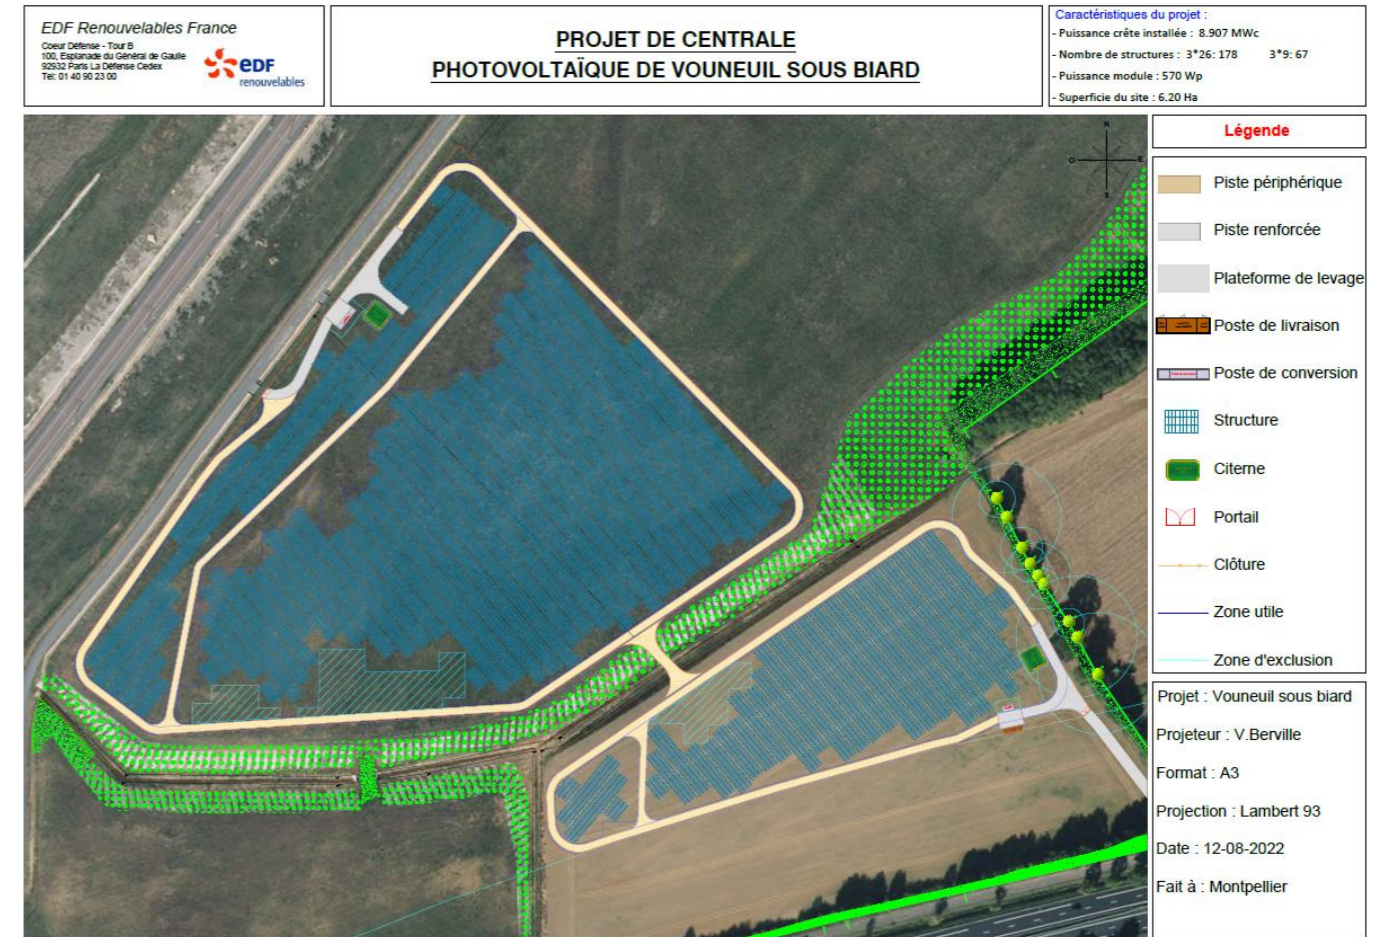 EDF Renouvelables France
Coeur Défense - Tour B
100, Esplanade du Général de Gaulle
92932 Paris La Défense Cedex
Tel: 01 40 90 23 00
EDF
renouvelables
PROJET DE CENTRALE
PHOTOVOLTAÏQUE DE VOUNEUIL SOUS BIARD
Caractéristiques du projet :
- Puissance crête installée : 8.907 MWc
- Nombre de structures : 3*26: 178 3*9: 67
- Puissance module : 570 Wp
- Superficie du site : 6.20 Ha
N
O
E
S
Légende
Piste périphérique
Piste renforcée
Plateforme de levage
Poste de livraison
Poste de conversion
Structure
Citerne
Portail
Clôture
Zone utile
Zone d'exclusion
Projet : Vouneuil sous biard
Projeteur : V.Berville
Format : A3
Projection : Lambert 93
Date : 12-08-2022
Fait à : Montpellier